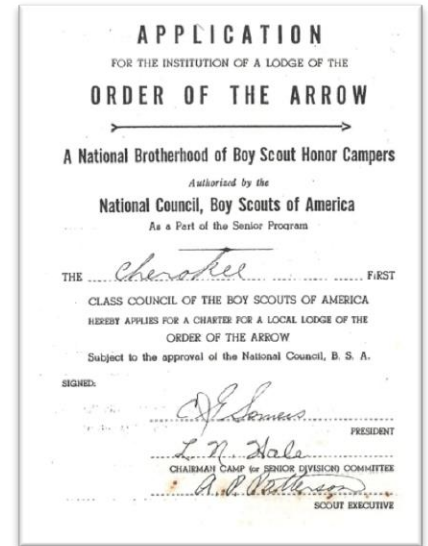 APPLICATION
FOR THE INSTITUTION OF A LODGE OF THE
ORDER OF THE ARROW
A National Brotherhood of Boy Scout Honor Campers
Authorized by the
National Council, Boy Scouts of America
As a Part of the Senior Program
THE Cherokee FIRST
CLASS COUNCIL OF THE BOY SCOUTS OF AMERICA
HEREBY APPLIES FOR A CHARTER FOR A LOCAL LODGE OF THE
ORDER OF THE ARROW
Subject to the approval of the National Council, B. S. A.
SIGNED:
PRESIDENT
L. N. Hale
CHAIRMAN CAMP (or SENIOR DIVISION) COMMITTEE
A. P. Patterson
SCOUT EXECUTIVE